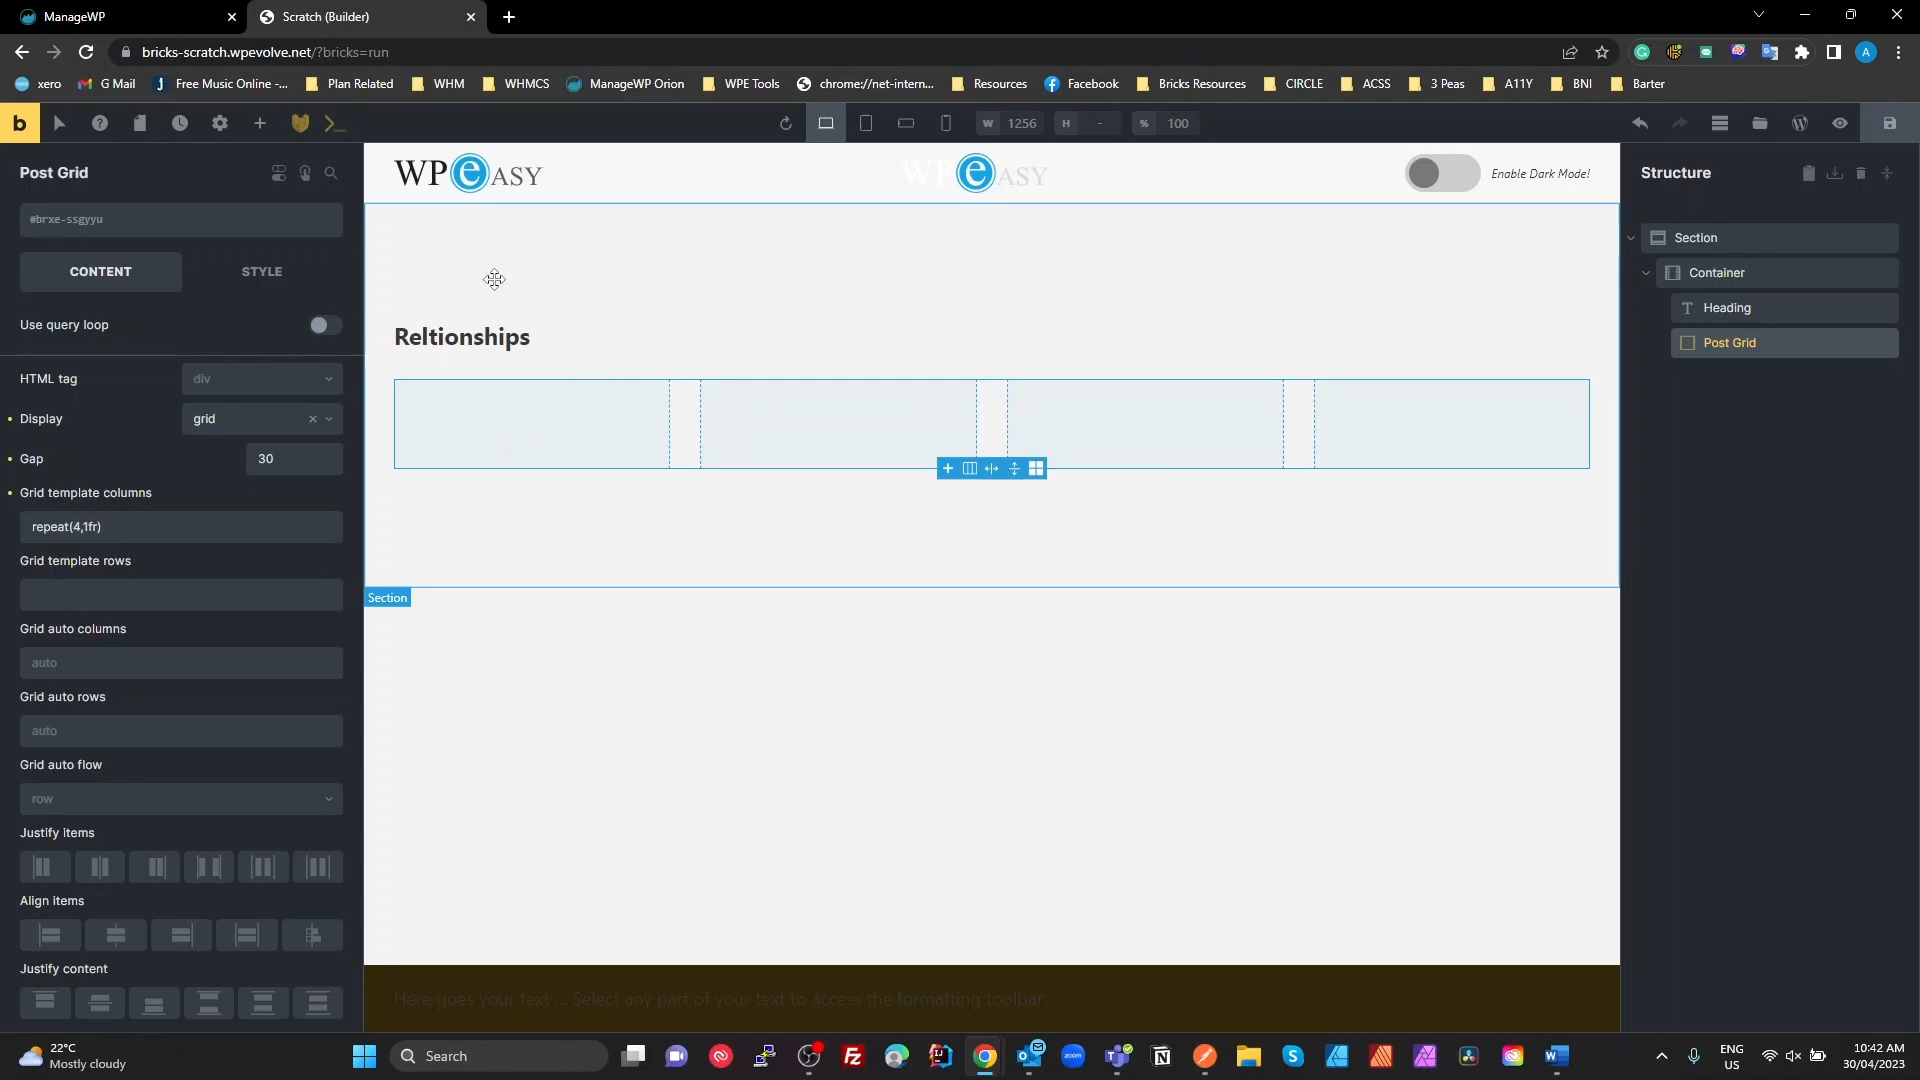 ManageWP
Scratch (Builder)
bricks-scratch.wpevolve.net/?bricks=run
xero
G Mail
Free Music Online -...
Plan Related
WHM
WHMCS
ManageWP Orion
WPE Tools
chrome://net-intern...
Resources
Facebook
Bricks Resources
CIRCLE
ACSS
3 Peas
A11Y
BNI
Barter
b
W 1256
H -
% 100
Post Grid
#brxe-ssgyyu
CONTENT
STYLE
Use query loop
HTML tag
div
Display
grid
Gap
30
Grid template columns
repeat(4,1fr)
Grid template rows
Grid auto columns
auto
Grid auto rows
auto
Grid auto flow
row
Justify items
Align items
Justify content
WPeASY
WPeASY
Enable Dark Mode!
Reltionships
Section
Here goes your text ... Select any part of your text to access the formatting toolbar.
Structure
Section
Container
Heading
Post Grid
22°C
Mostly cloudy
Search
ENG
US
10:42 AM
30/04/2023